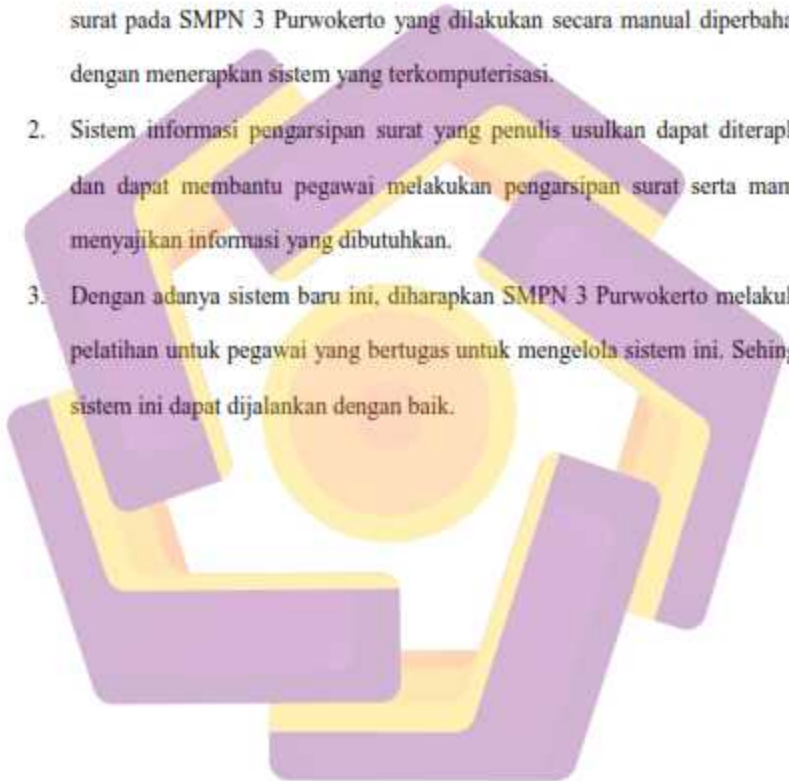 surat pada SMPN 3 Purwokerto yang dilakukan secara manual diperbaha
dengan menerapkan sistem yang terkomputerisasi.
2. Sistem informasi pengarsipan surat yang penulis usulkan dapat diterapl
dan dapat membantu pegawai melakukan pengarsipan surat serta mam
menyajikan informasi yang dibutuhkan.
3. Dengan adanya sistem baru ini, diharapkan SMPN 3 Purwokerto melakul
pelatihan untuk pegawai yang bertugas untuk mengelola sistem ini. Sehing
sistem ini dapat dijalankan dengan baik.